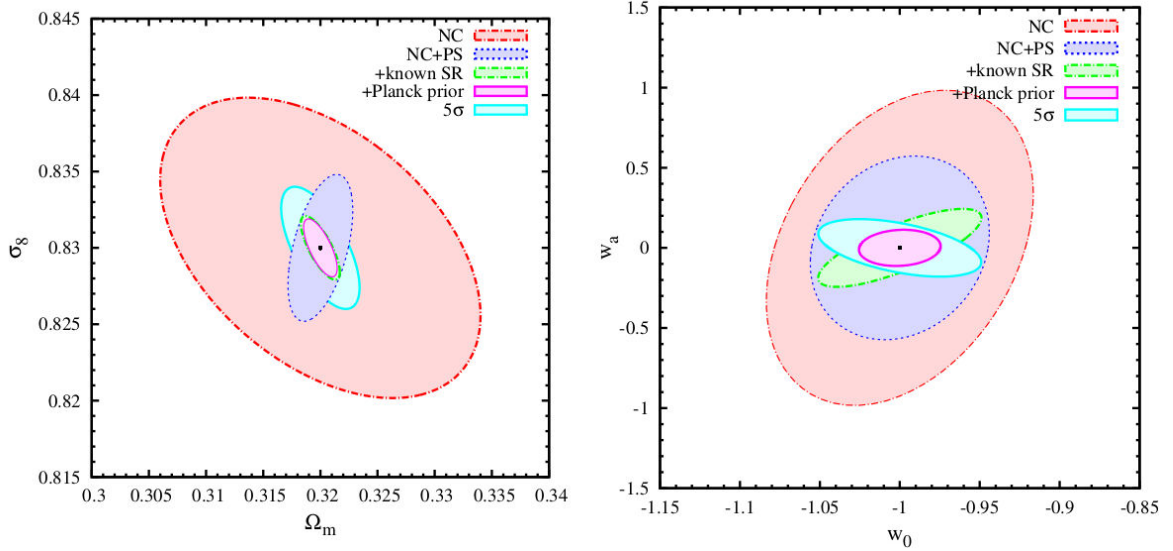 0.845
0.84
0.835
0.83
0.825
0.82
0.815
σ8
NC
NC+PS
+known SR
+Planck prior
5σ
0.3 0.305 0.31 0.315 0.32 0.325 0.33 0.335 0.34
Ωm
1.5
1
0.5
0
-0.5
-1
-1.5
wa
NC
NC+PS
+known SR
+Planck prior
5σ
-1.15 -1.1 -1.05 -1 -0.95 -0.9 -0.85
w0